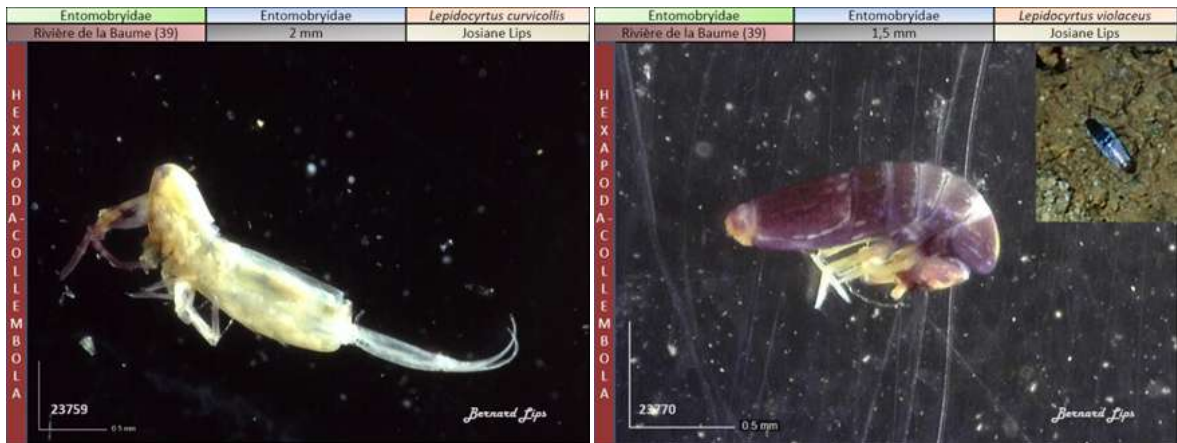 Entomobryidae Entomobryidae Lepidocyrtus curvicollis
Rivière de la Baume (39) 2 mm Josiane Lips
HEXAPODA-COLLEMBOLA
23759
0.5 mm
Bernard Lips
Entomobryidae Entomobryidae Lepidocyrtus violaceus
Rivière de la Baume (39) 1,5 mm Josiane Lips
HEXAPODA-COLLEMBOLA
23770
0.5 mm
Bernard Lips